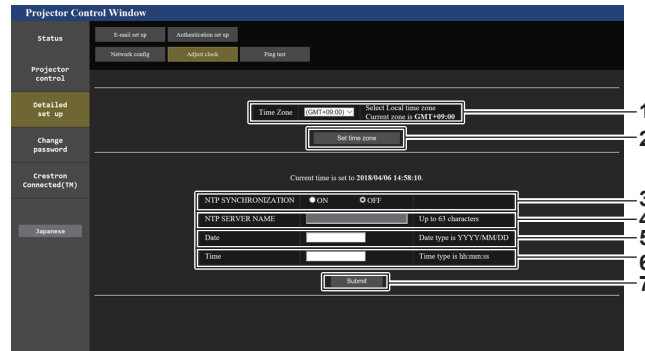 Projector Control Window
Status
E-mail set up
Authentication set up
Network config
Adjust clock
Ping test
Projector
control
Detailed
set up
Time Zone
(GMT+09:00)
Select Local time zone
Current zone is GMT+09:00
1
Set time zone
2
Change
password
Crestron
Connected(TM)
Current time is set to 2018/04/06 14:58:10.
NTP SYNCHRONIZATION
ON
OFF
3
NTP SERVER NAME
Up to 63 characters
4
Japanese
Date
Date type is YYYY/MM/DD
5
Time
Time type is hh:mm:ss
6
Submit
7